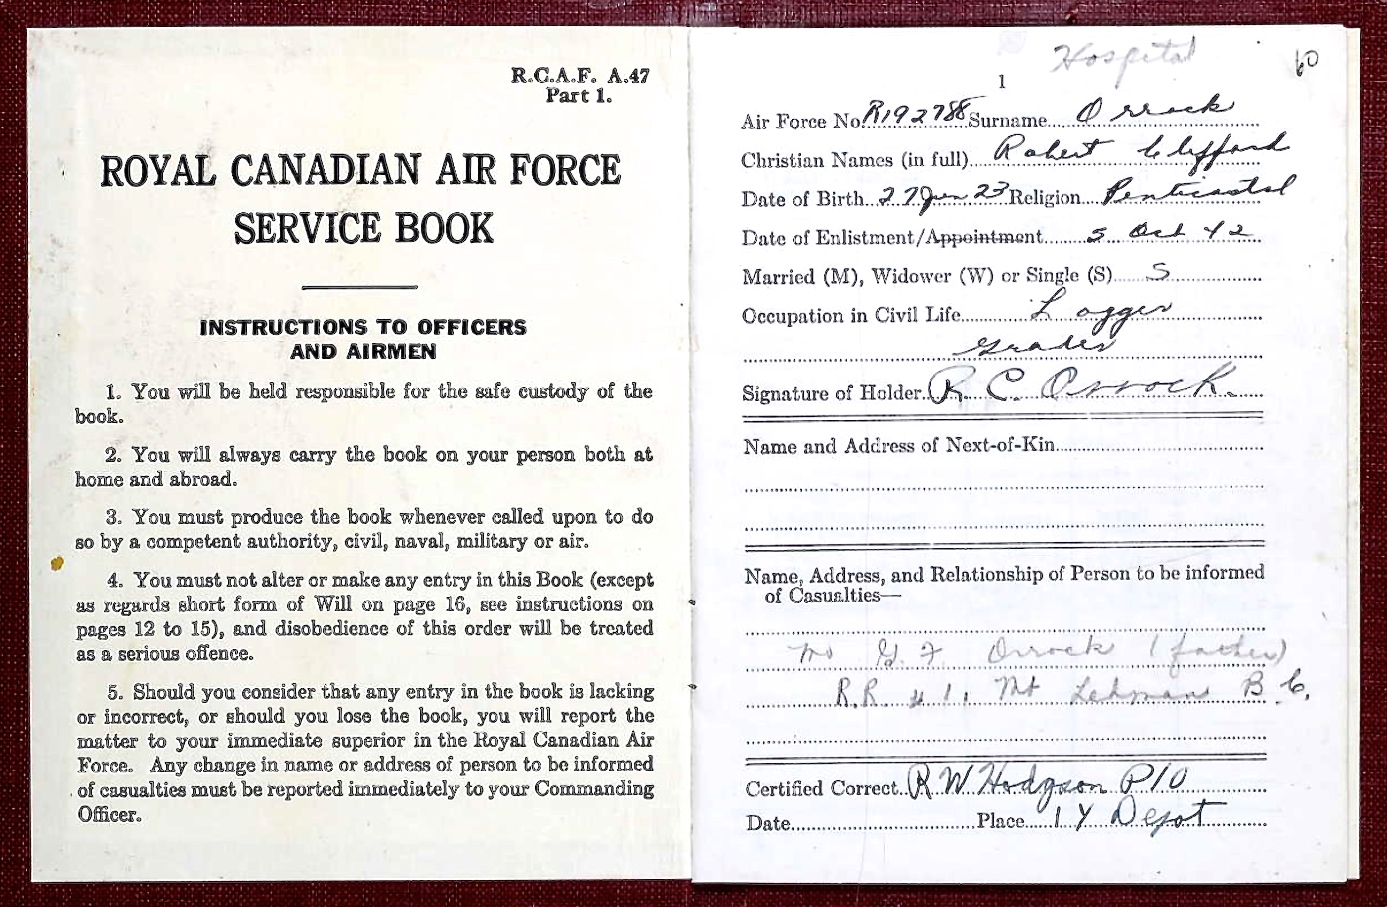 R.C.A.F. A.47
Part 1.
ROYAL CANADIAN AIR FORCE
SERVICE BOOK
INSTRUCTIONS TO OFFICERS
AND AIRMEN
1. You will be held responsible for the safe custody of the
book.
2. You will always carry the book on your person both at
home and abroad.
3. You must produce the book whenever called upon to do
so by a competent authority, civil, naval, military or air.
4. You must not alter or make any entry in this Book (except
as regards short form of Will on page 16, see instructions on
pages 12 to 15), and disobedience of this order will be treated
as a serious offence.
5. Should you consider that any entry in the book is lacking
or incorrect, or should you lose the book, you will report the
matter to your immediate superior in the Royal Canadian Air
Force. Any change in name or address of person to be informed
of casualties must be reported immediately to your Commanding
Officer.
Hospital
60
1
Air Force No. R192788 Surname Orrock
Christian Names (in full) Robert Clifford
Date of Birth 27 23 Religion Pentecostal
Date of Enlistment/Appointment 5 Oct 42
Married (M), Widower (W) or Single (S) S
Occupation in Civil Life Logger
Grader
Signature of Holder R. C. Orrock.
Name and Address of Next-of-Kin
Name, Address, and Relationship of Person to be informed
of Casualties—
G. F. Orrock (father)
R.R. # 1. Mt Lehman B.C.
Certified Correct R W Hodgson P/O
Date Place 1 Y Depot